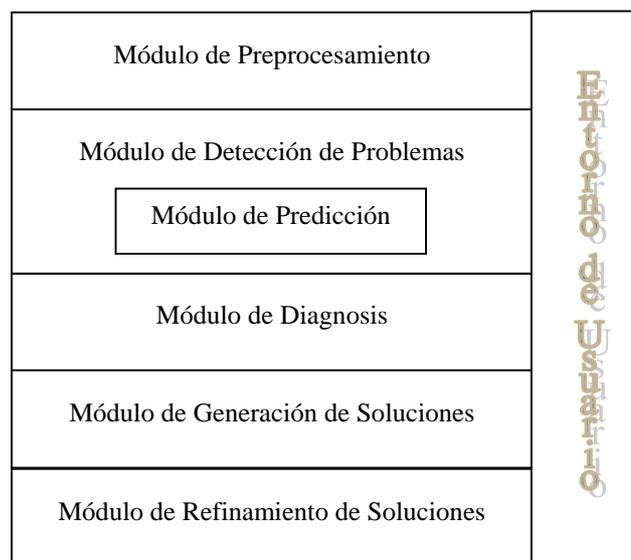 Módulo de Preprocesamiento
Módulo de Detección de Problemas
Módulo de Predicción
Módulo de Diagnosis
Módulo de Generación de Soluciones
Módulo de Refinamiento de Soluciones
Entorno de Usuario